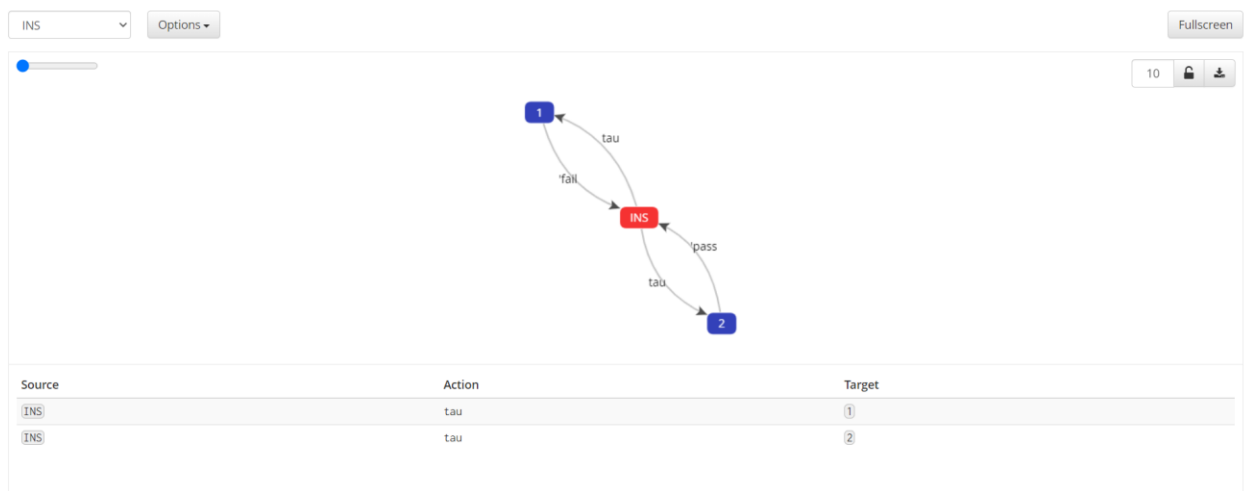 INS Options Fullscreen
10
1
tau
'fail
INS
'pass
tau
2
Source Action Target
INS tau 1
INS tau 2